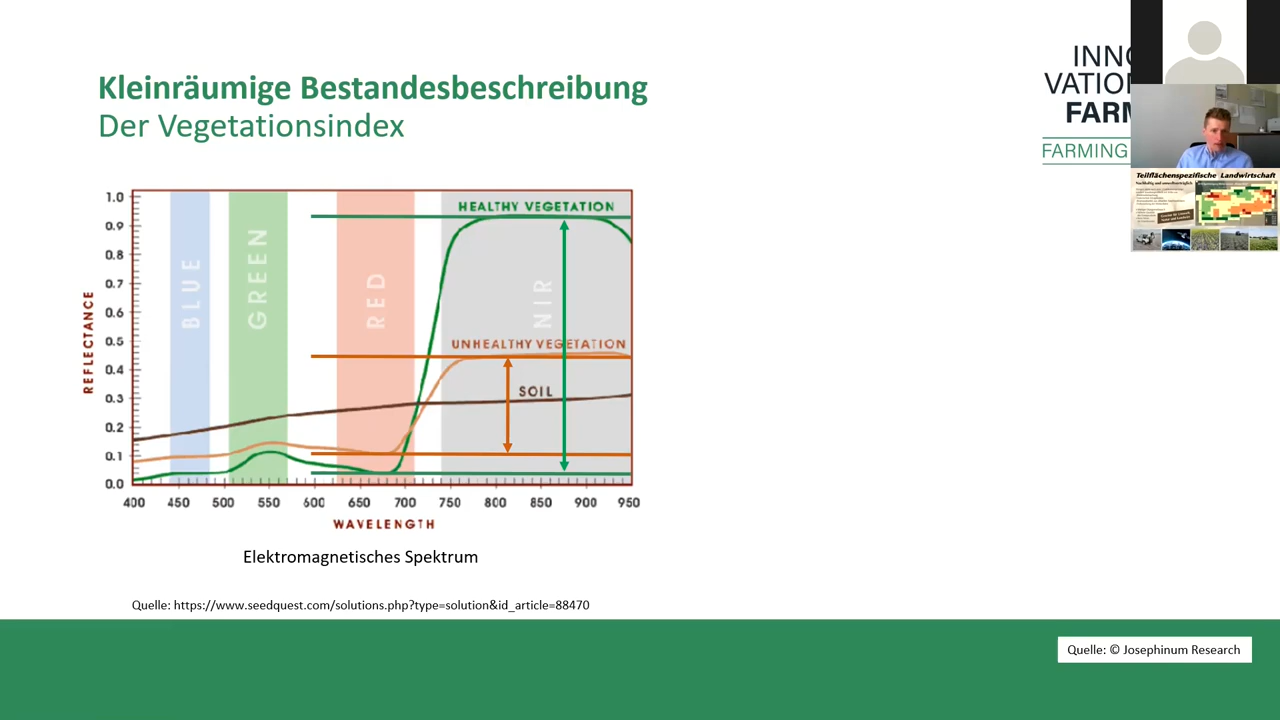 Kleinräumige Bestandesbeschreibung
Der Vegetationsindex
INNO
VATION
FARM
FARMING
Teilflächenspezifische Landwirtschaft
1.0
0.9
0.8
0.7
0.6
0.5
0.4
0.3
0.2
0.1
0.0
REFLECTANCE
BLUE
GREEN
RED
NIR
HEALTHY VEGETATION
UNHEALTHY VEGETATION
SOIL
400 450 500 550 600 650 700 750 800 850 900 950
WAVELENGTH
Elektromagnetisches Spektrum
Quelle: https://www.seedquest.com/solutions.php?type=solution&id_article=88470
Quelle: © Josephinum Research